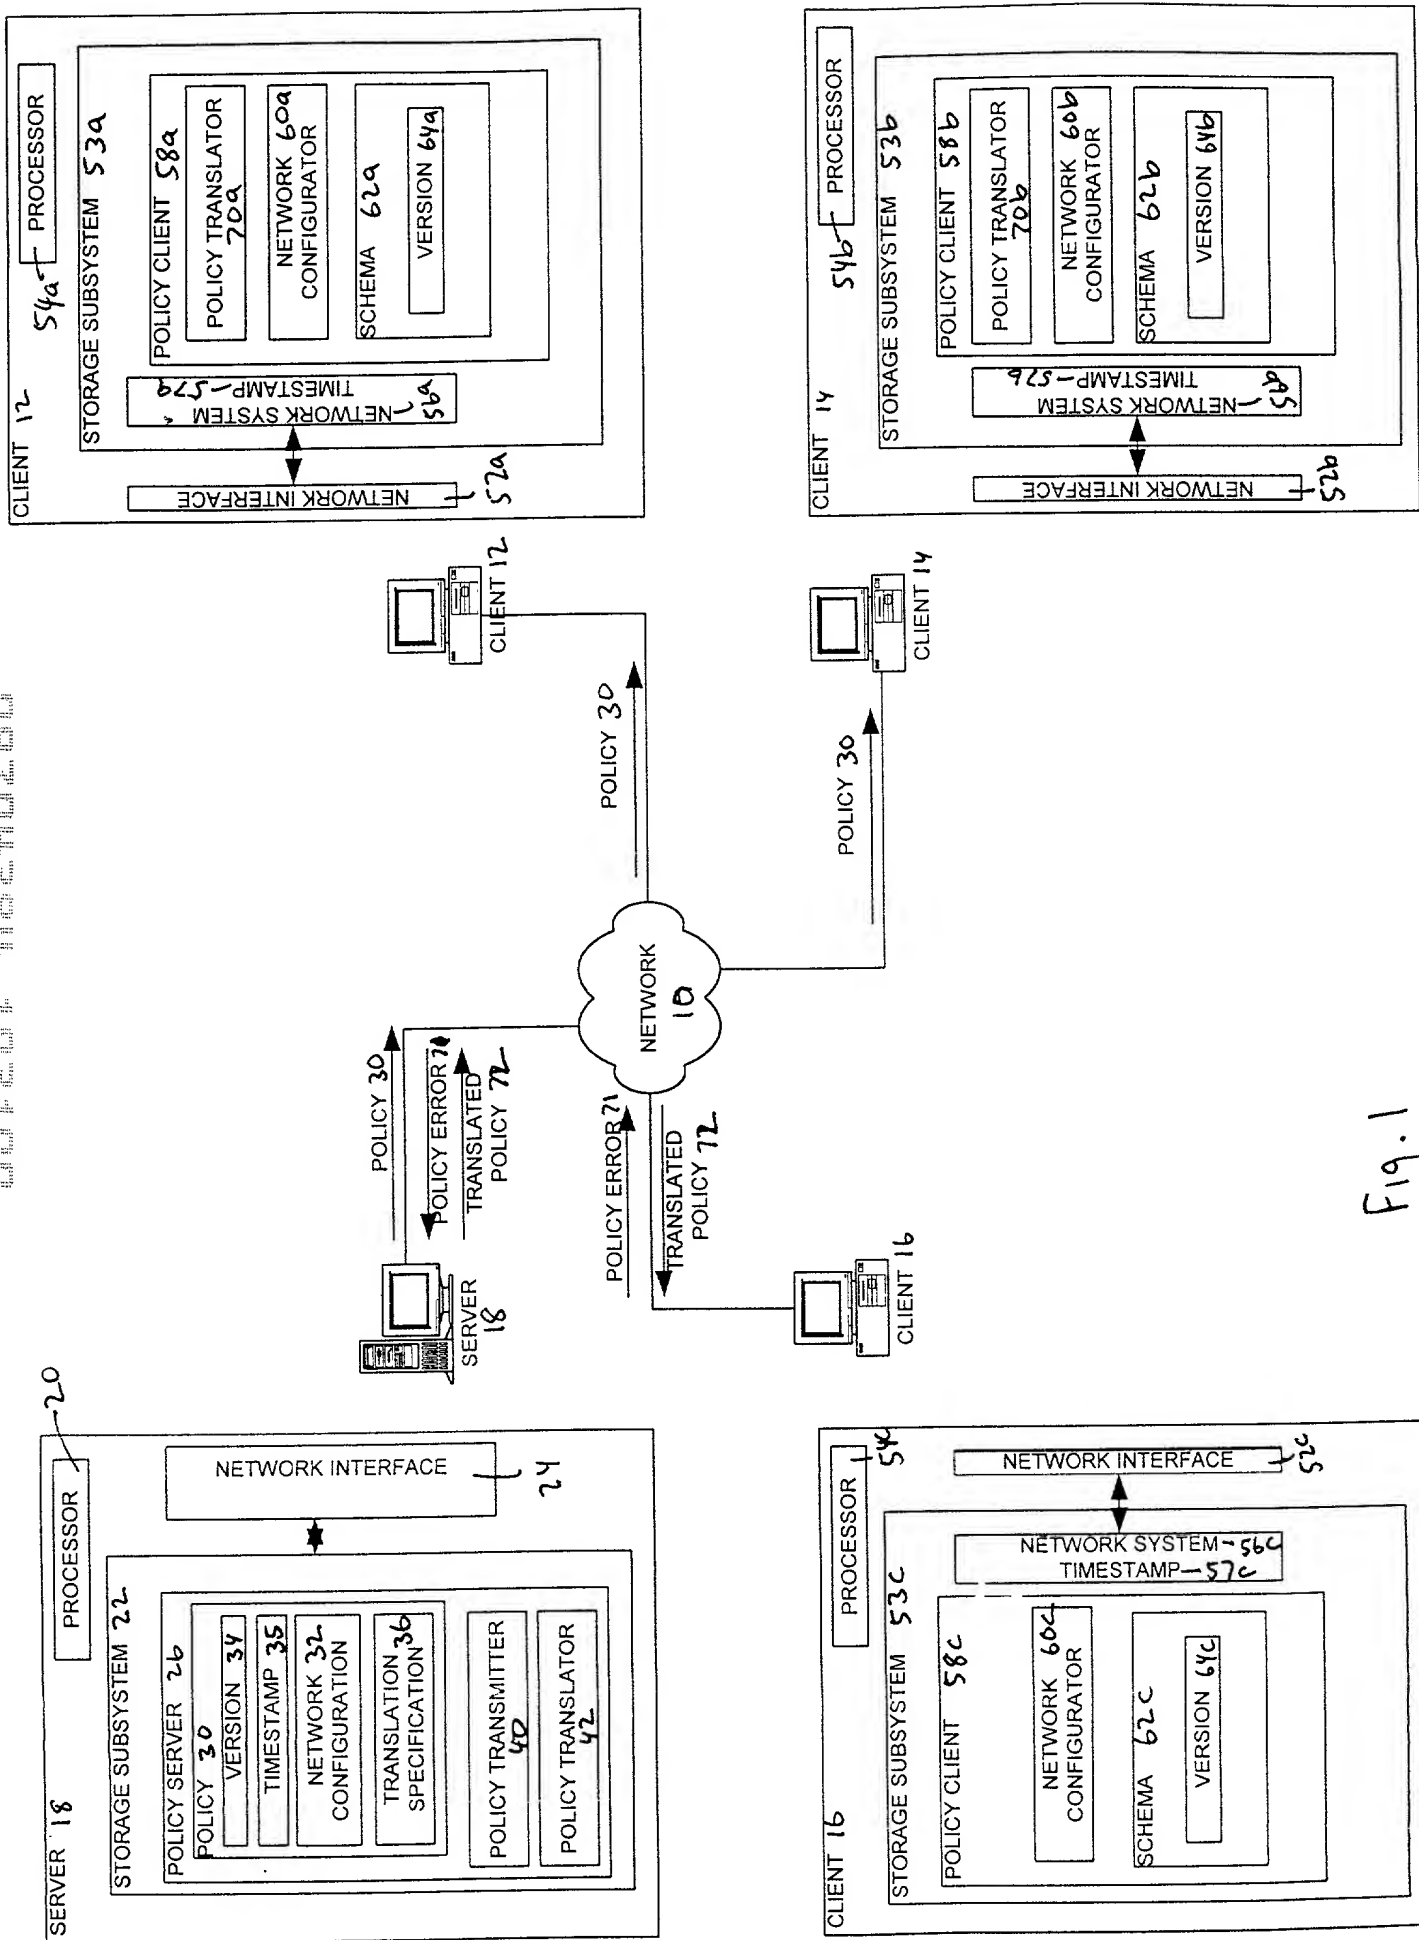 SERVER 18
PROCESSOR
20
STORAGE SUBSYSTEM 22
NETWORK INTERFACE
24
POLICY SERVER 26
POLICY 30
VERSION 34
TIMESTAMP 35
NETWORK 32
CONFIGURATION
TRANSLATION
SPECIFICATION 36
POLICY TRANSMITTER
40
POLICY TRANSLATOR
42
SERVER
18
POLICY 30
POLICY ERROR 71
TRANSLATED
POLICY 72
NETWORK
10
POLICY 30
CLIENT 12
CLIENT 12
54a
PROCESSOR
STORAGE SUBSYSTEM 53a
NETWORK INTERFACE
52a
NETWORK SYSTEM
56a
TIMESTAMP-57a
POLICY CLIENT 58a
POLICY TRANSLATOR
70a
NETWORK 60a
CONFIGURATOR
SCHEMA 62a
VERSION 64a
CLIENT 16
PROCESSOR
54c
STORAGE SUBSYSTEM 53c
NETWORK INTERFACE
52c
NETWORK SYSTEM-56c
TIMESTAMP-57c
POLICY CLIENT 58c
NETWORK 60c
CONFIGURATOR
SCHEMA 62c
VERSION 64c
POLICY ERROR 71
TRANSLATED
POLICY 72
CLIENT 16
POLICY 30
CLIENT 14
CLIENT 14
54b
PROCESSOR
STORAGE SUBSYSTEM 53b
NETWORK INTERFACE
52b
NETWORK SYSTEM
56b
TIMESTAMP-57b
POLICY CLIENT 58b
POLICY TRANSLATOR
70b
NETWORK 60b
CONFIGURATOR
SCHEMA 62b
VERSION 64b
Fig.1